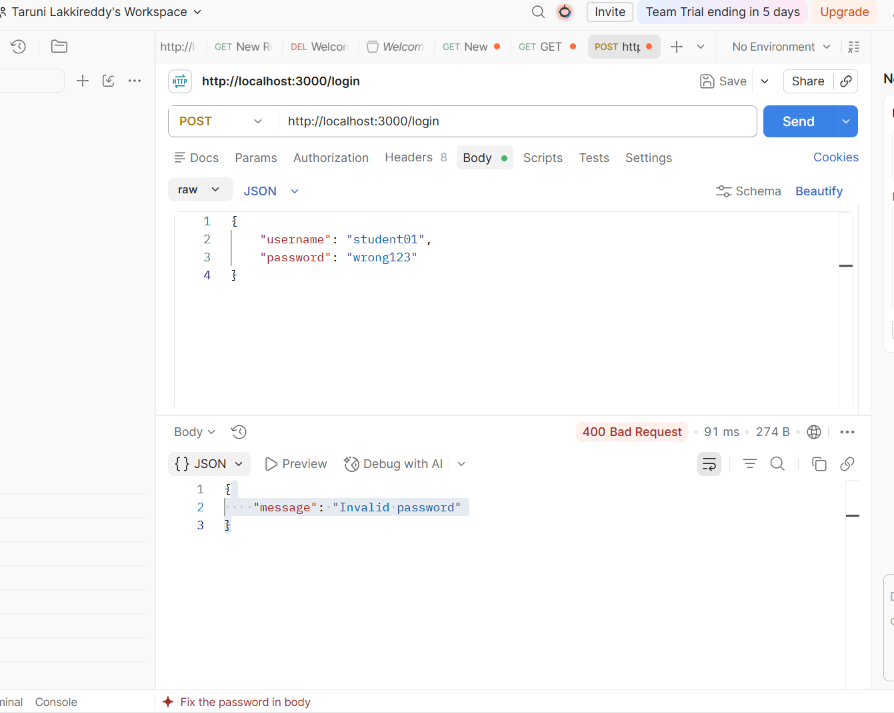 Taruni Lakkireddy's Workspace Invite Team Trial ending in 5 days Upgrade
http:// GET New R DEL Welcon Welcom GET New GET GET POST http No Environment
HTTP http://localhost:3000/login Save Share
POST http://localhost:3000/login Send
Docs Params Authorization Headers 8 Body Scripts Tests Settings Cookies
raw JSON Schema Beautify
1 {
2 "username": "student01",
3 "password": "wrong123"
4 }
Body 400 Bad Request 91 ms 274 B
{} JSON Preview Debug with AI
1 {
2 "message": "Invalid password"
3 }
minal Console Fix the password in body